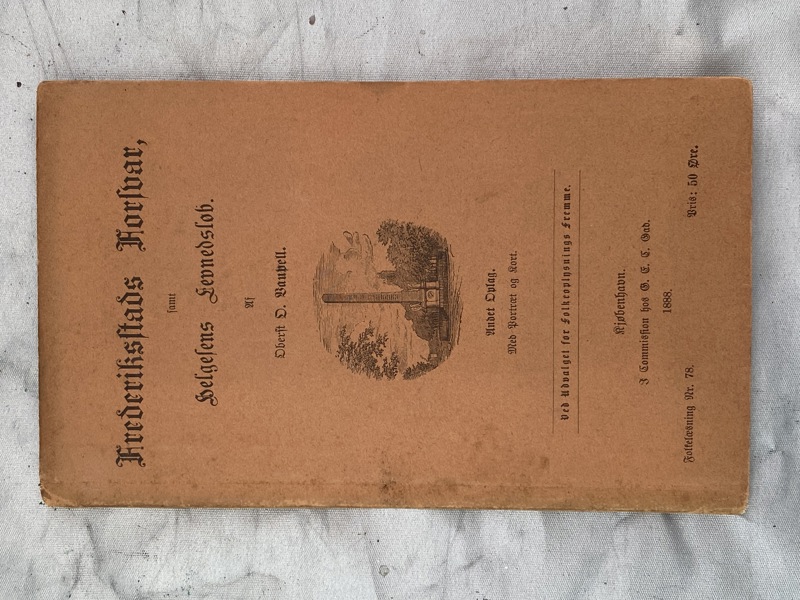 Frederiksstads Forsvar,
samt
Helgesens Levnedsløb.
Af
Oberst O. Vaupell.
Andet Oplag.
Med Portræt og Kort.
Ved Udvalget for Folkeoplysnings Fremme.
Kjøbenhavn.
I Commission hos G. E. C. Gad.
1888.
Folkelæsning Nr. 78.
Pris: 50 Øre.